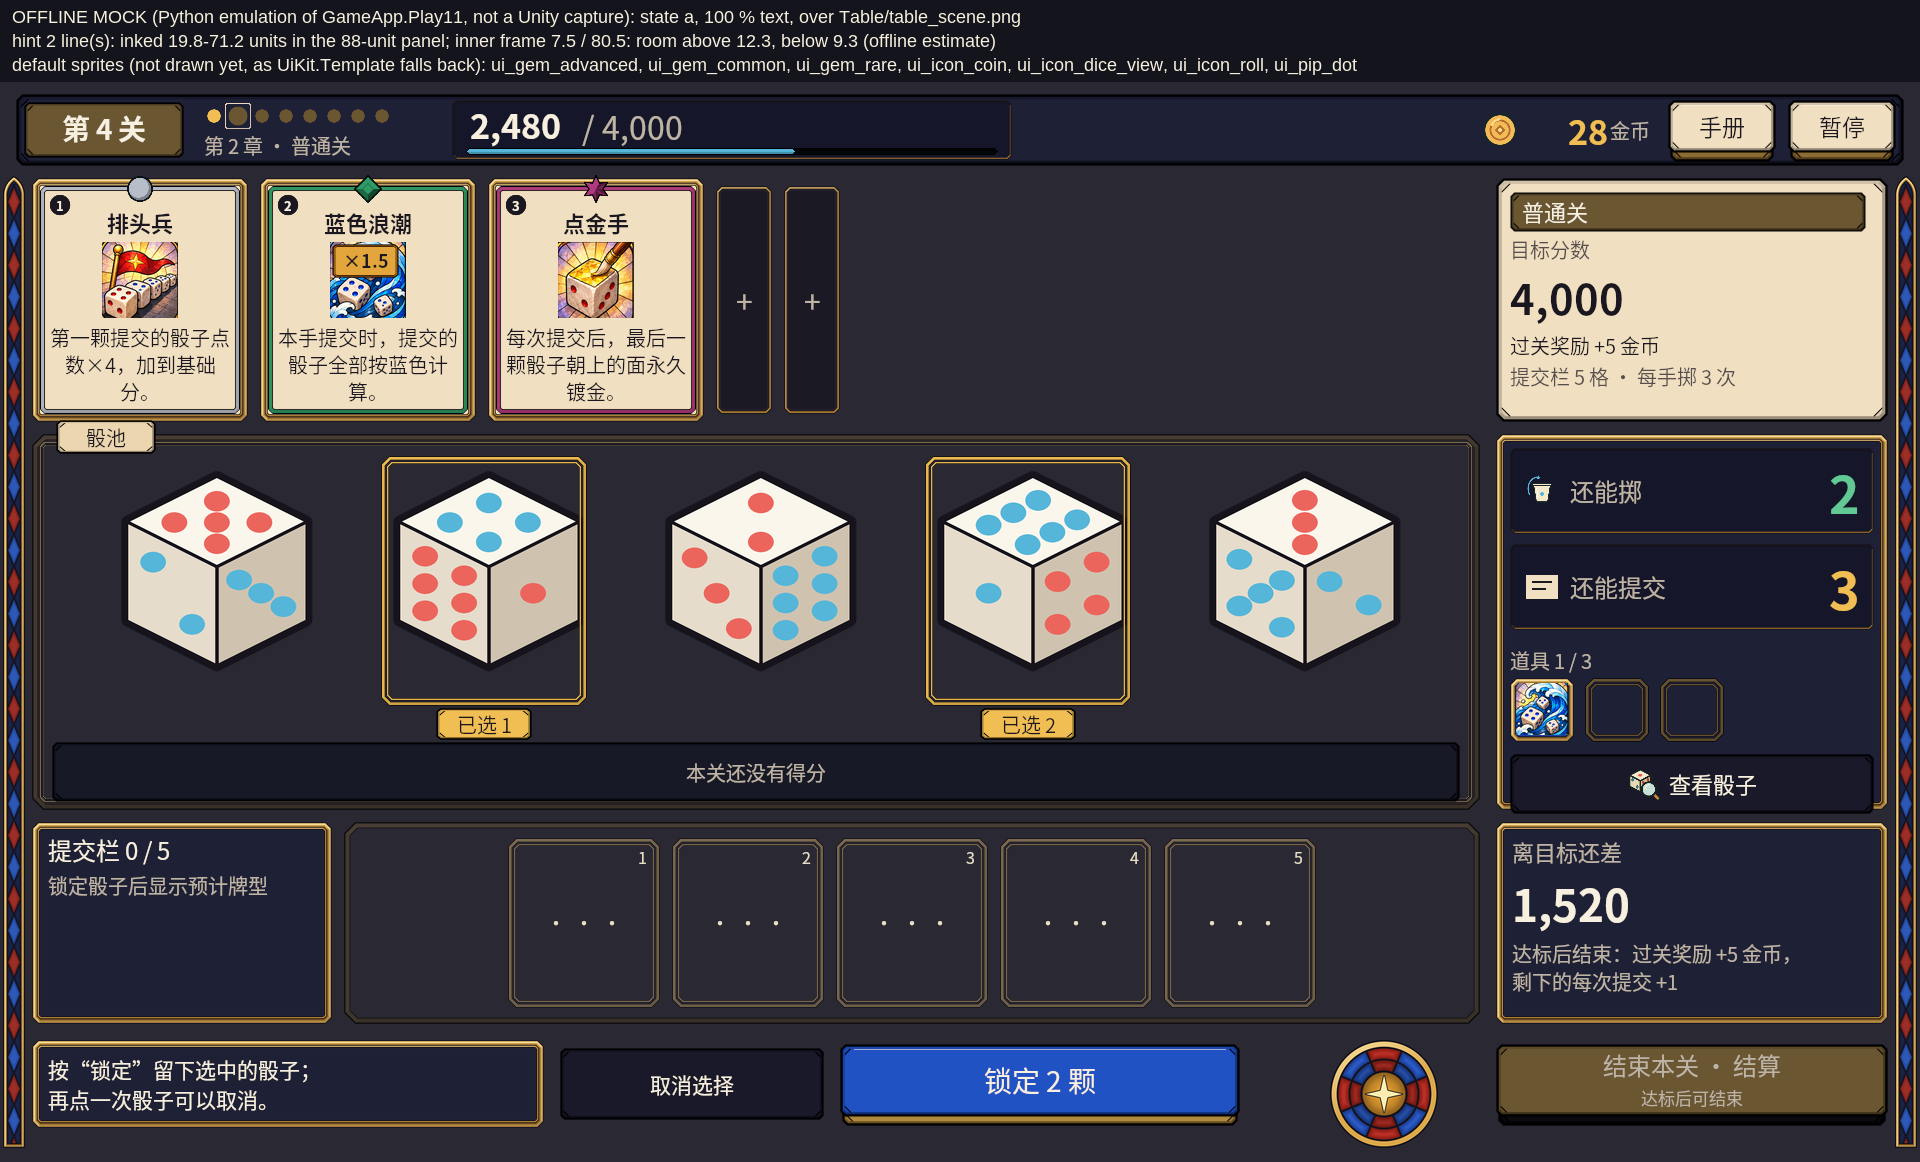 OFFLINE MOCK (Python emulation of GameApp.Play11, not a Unity capture): state a, 100 % text, over Table/table_scene.png
hint 2 line(s): inked 19.8-71.2 units in the 88-unit panel; inner frame 7.5 / 80.5: room above 12.3, below 9.3 (offline estimate)
default sprites (not drawn yet, as UiKit.Template falls back): ui_gem_advanced, ui_gem_common, ui_gem_rare, ui_icon_coin, ui_icon_dice_view, ui_icon_roll, ui_pip_dot
第 4 关
第 2 章 · 普通关
2,480 / 4,000
28金币
手册
暂停
1
排头兵
第一颗提交的骰子点
数×4，加到基础
分。
2
蓝色浪潮
×1.5
本手提交时，提交的
骰子全部按蓝色计
算。
3
点金手
每次提交后，最后一
颗骰子朝上的面永久
镀金。
+
+
普通关
目标分数
4,000
过关奖励 +5 金币
提交栏 5 格 · 每手掷 3 次
骰池
已选 1
已选 2
本关还没有得分
还能掷
2
还能提交
3
道具 1 / 3
查看骰子
提交栏 0 / 5
锁定骰子后显示预计牌型
1
2
3
4
5
离目标还差
1,520
达标后结束：过关奖励 +5 金币，
剩下的每次提交 +1
按“锁定”留下选中的骰子；
再点一次骰子可以取消。
取消选择
锁定 2 颗
结束本关 · 结算
达标后可结束